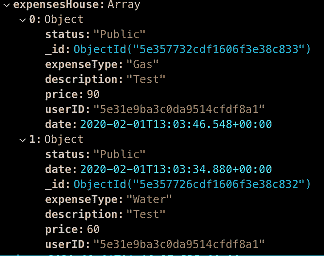 expensesHouse: Array
0: Object
status: "Public"
_id: ObjectId("5e357732cdf1606f3e38c833")
expenseType: "Gas"
description: "Test"
price: 90
userID: "5e31e9ba3c0da9514cfdf8a1"
date: 2020-02-01T13:03:46.548+00:00
1: Object
status: "Public"
date: 2020-02-01T13:03:34.880+00:00
_id: ObjectId("5e357726cdf1606f3e38c832")
expenseType: "Water"
description: "Test"
price: 60
userID: "5e31e9ba3c0da9514cfdf8a1"